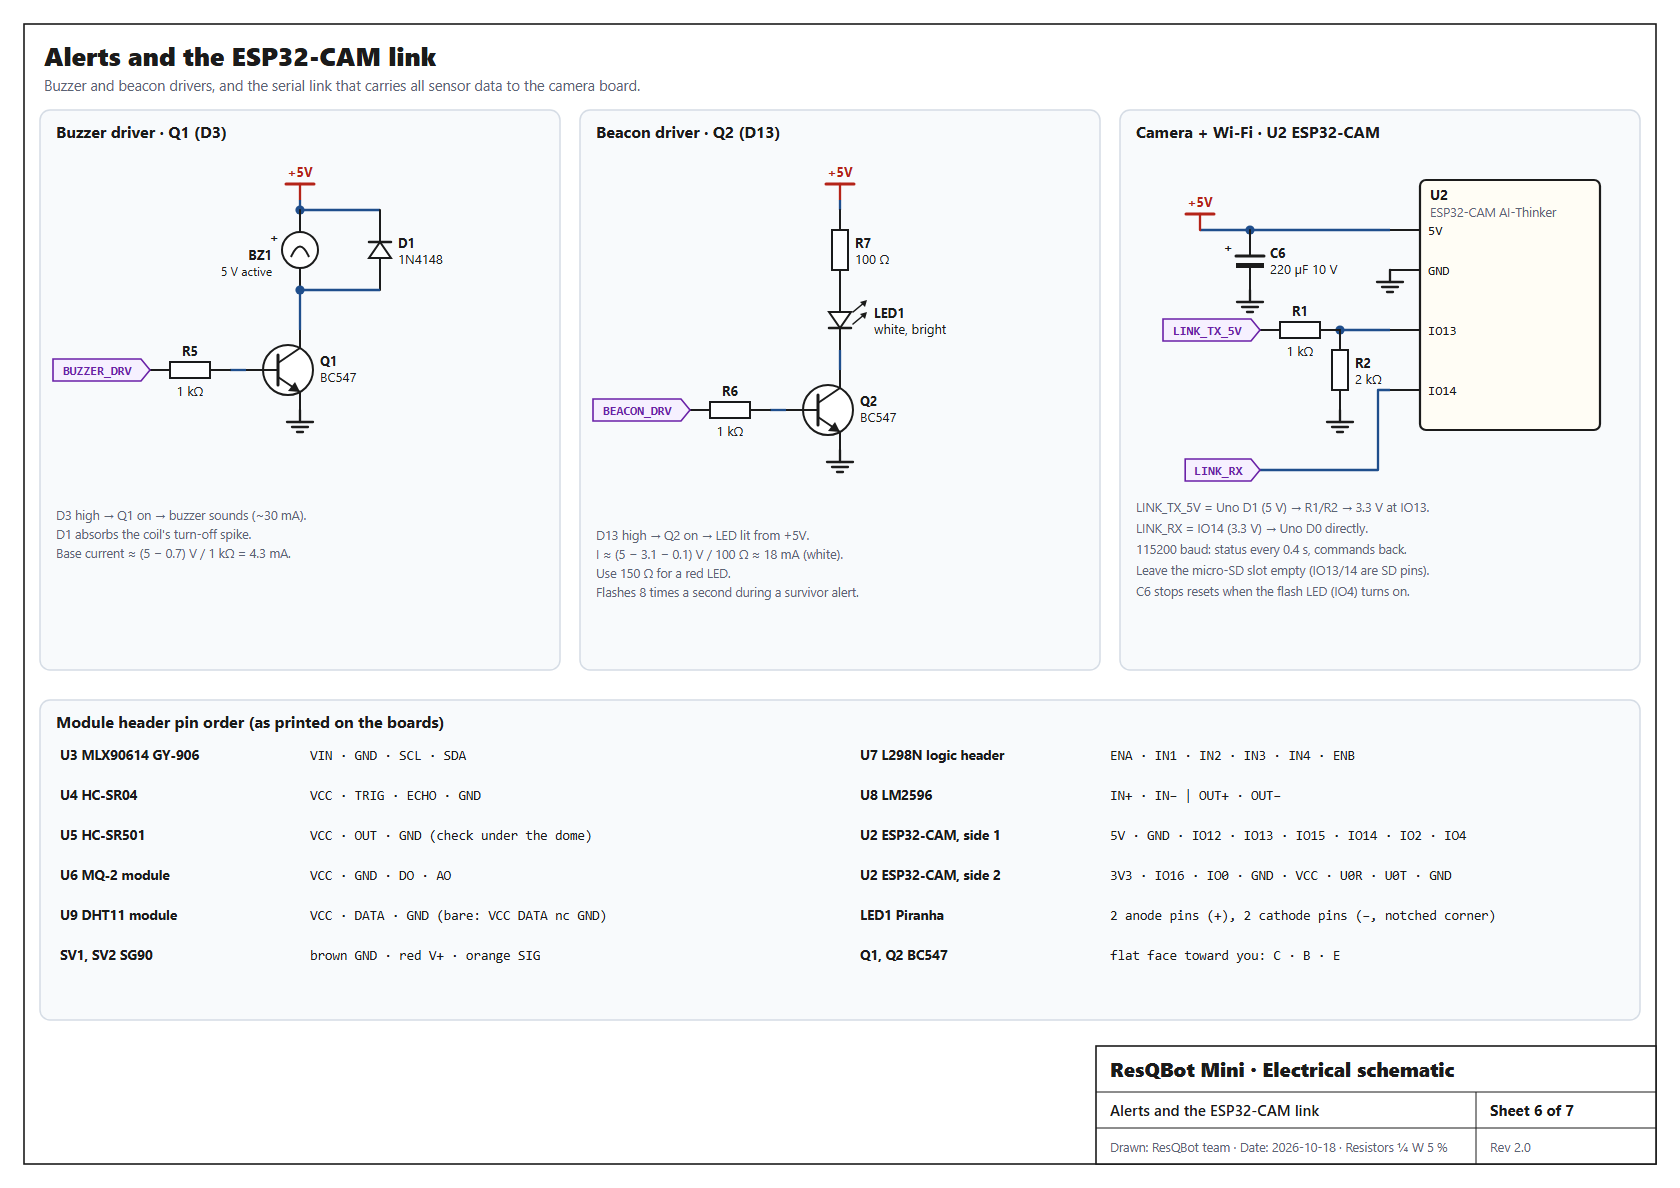 Alerts and the ESP32-CAM link
Buzzer and beacon drivers, and the serial link that carries all sensor data to the camera board.
Buzzer driver · Q1 (D3)
+5V
+
BZ1
5 V active
D1
1N4148
BUZZER_DRV
R5
1 kΩ
Q1
BC547
D3 high → Q1 on → buzzer sounds (~30 mA).
D1 absorbs the coil's turn-off spike.
Base current ≈ (5 − 0.7) V / 1 kΩ = 4.3 mA.
Beacon driver · Q2 (D13)
+5V
R7
100 Ω
LED1
white, bright
BEACON_DRV
R6
1 kΩ
Q2
BC547
D13 high → Q2 on → LED lit from +5V.
I ≈ (5 − 3.1 − 0.1) V / 100 Ω ≈ 18 mA (white).
Use 150 Ω for a red LED.
Flashes 8 times a second during a survivor alert.
Camera + Wi-Fi · U2 ESP32-CAM
+5V
+
C6
220 µF 10 V
U2
ESP32-CAM AI-Thinker
5V
GND
IO13
IO14
LINK_TX_5V
R1
1 kΩ
R2
2 kΩ
LINK_RX
LINK_TX_5V = Uno D1 (5 V) → R1/R2 → 3.3 V at IO13.
LINK_RX = IO14 (3.3 V) → Uno D0 directly.
115200 baud: status every 0.4 s, commands back.
Leave the micro-SD slot empty (IO13/14 are SD pins).
C6 stops resets when the flash LED (IO4) turns on.
Module header pin order (as printed on the boards)
U3 MLX90614 GY-906 VIN · GND · SCL · SDA
U4 HC-SR04 VCC · TRIG · ECHO · GND
U5 HC-SR501 VCC · OUT · GND (check under the dome)
U6 MQ-2 module VCC · GND · DO · AO
U9 DHT11 module VCC · DATA · GND (bare: VCC DATA nc GND)
SV1, SV2 SG90 brown GND · red V+ · orange SIG
U7 L298N logic header ENA · IN1 · IN2 · IN3 · IN4 · ENB
U8 LM2596 IN+ · IN− | OUT+ · OUT−
U2 ESP32-CAM, side 1 5V · GND · IO12 · IO13 · IO15 · IO14 · IO2 · IO4
U2 ESP32-CAM, side 2 3V3 · IO16 · IO0 · GND · VCC · U0R · U0T · GND
LED1 Piranha 2 anode pins (+), 2 cathode pins (−, notched corner)
Q1, Q2 BC547 flat face toward you: C · B · E
ResQBot Mini · Electrical schematic
Alerts and the ESP32-CAM link
Sheet 6 of 7
Drawn: ResQBot team · Date: 2026-10-18 · Resistors ¼ W 5 %
Rev 2.0